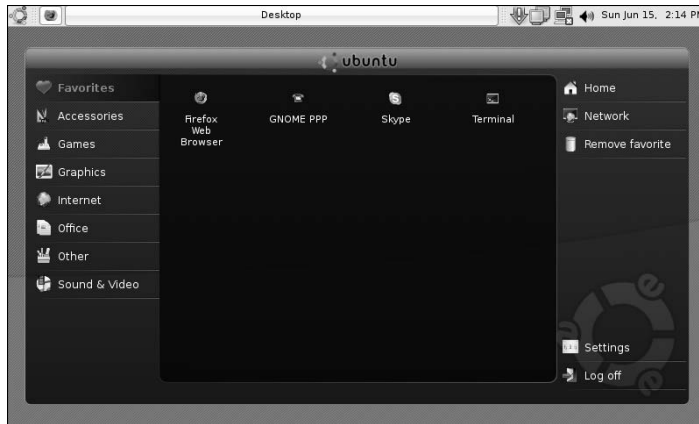 Desktop
Sun Jun 15, 2:14 PM
ubuntu
Favorites
Accessories
Games
Graphics
Internet
Office
Other
Sound & Video
Firefox
Web
Browser
GNOME PPP
Skype
Terminal
Home
Network
Remove favorite
Settings
Log off